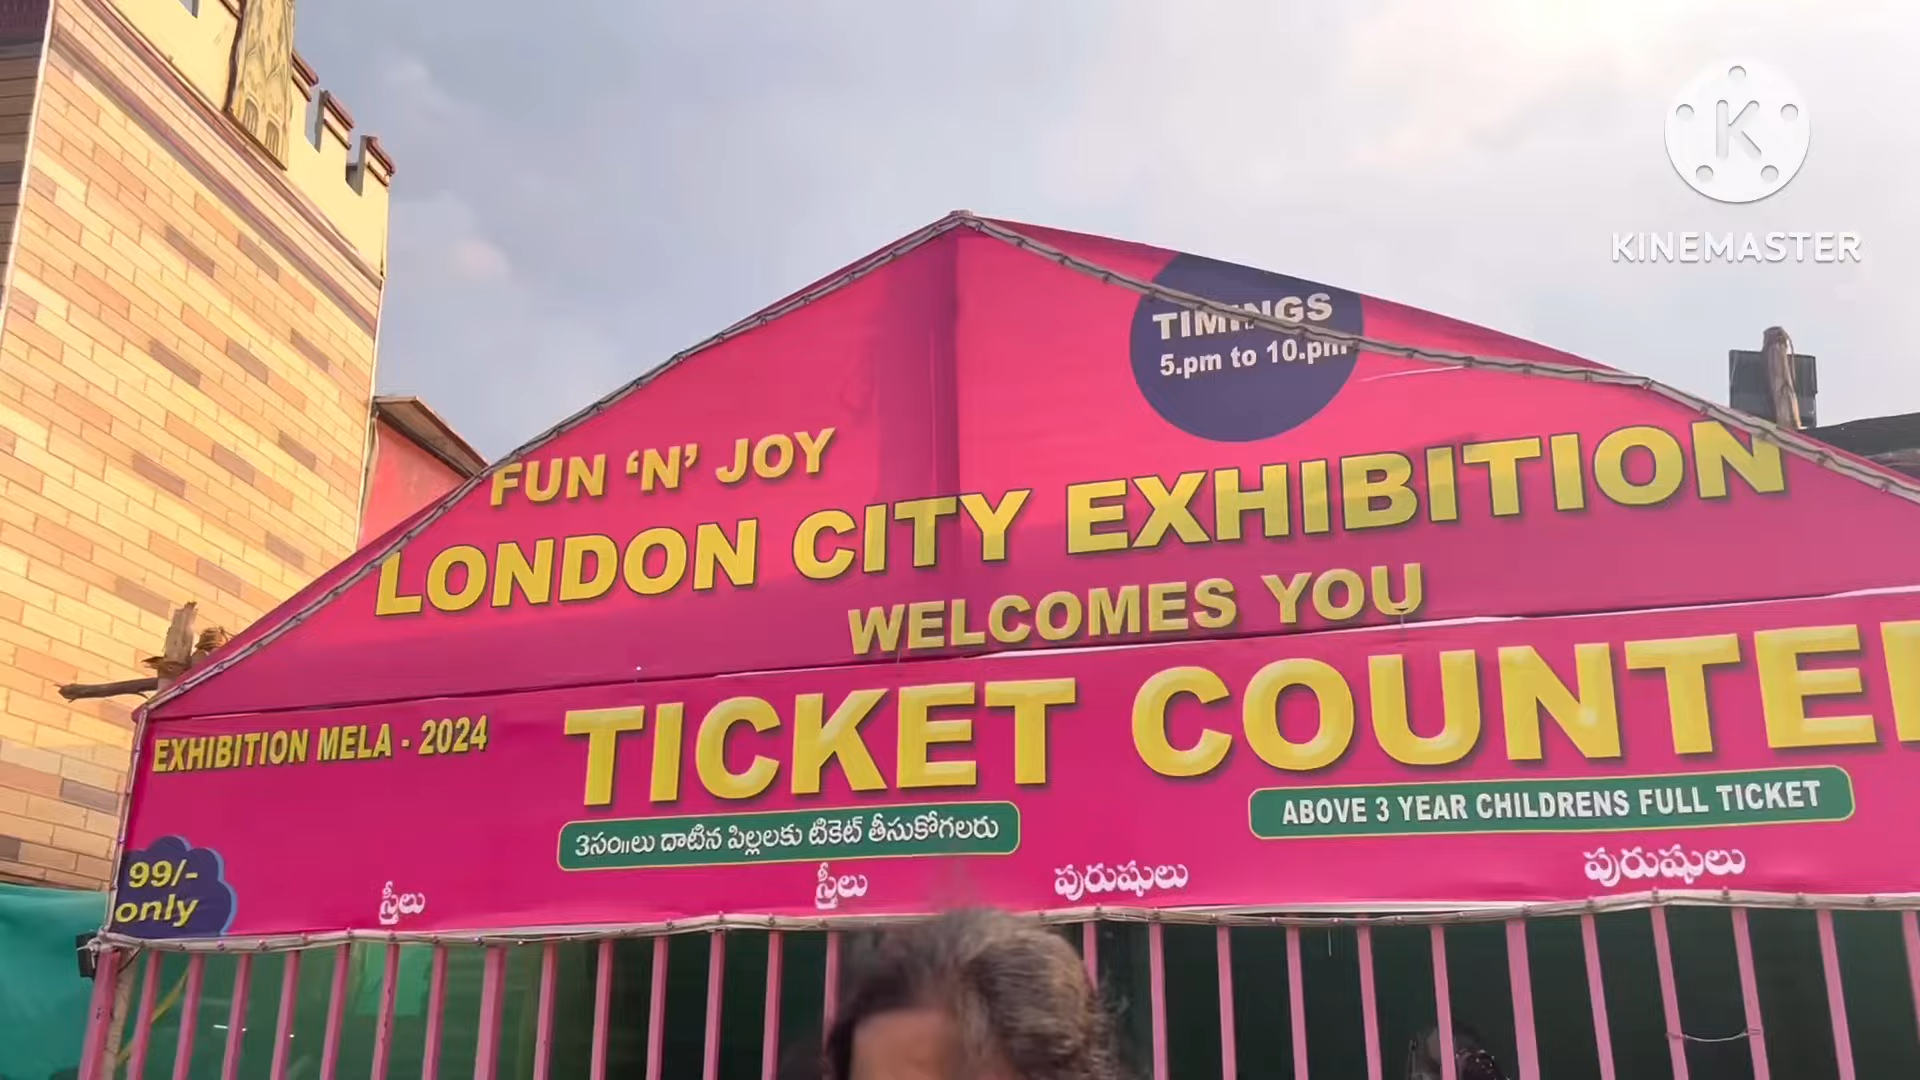 K
KINEMASTER
TIMINGS
5.pm to 10.pm
FUN ‘N’ JOY
LONDON CITY EXHIBITION
WELCOMES YOU
EXHIBITION MELA - 2024
TICKET COUNTE
3సం॥లు దాటిన పిల్లలకు టికెట్ తీసుకోగలరు
ABOVE 3 YEAR CHILDRENS FULL TICKET
99/-
only
స్త్రీలు
స్త్రీలు
పురుషులు
పురుషులు